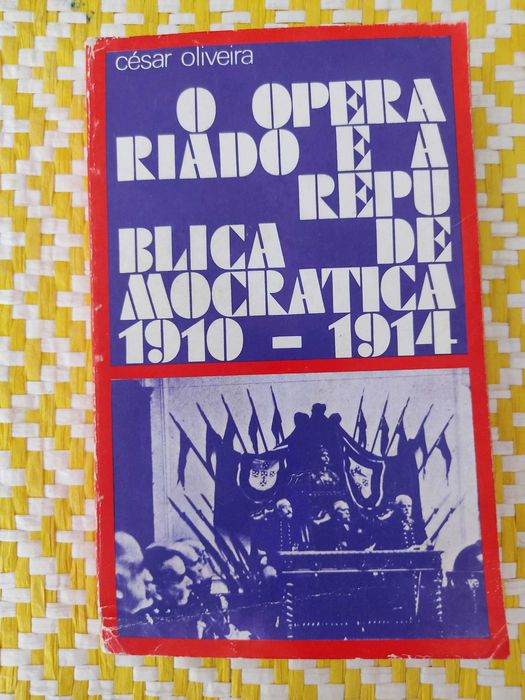 césar oliveira
O OPERA
RIADO E A
REPU
BLICA DE
MOCRATICA
1910 - 1914